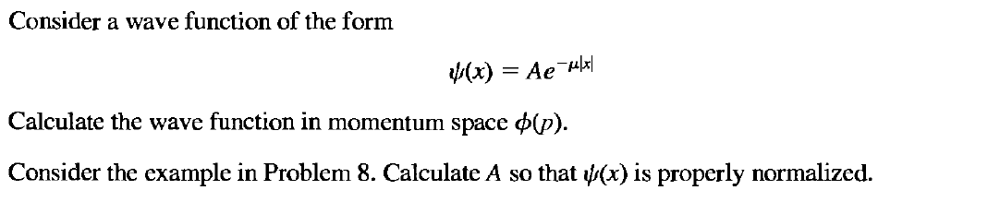 Consider a wave function of the form
ψ(x) = Ae^{−μ|x|}
Calculate the wave function in momentum space ϕ(p).
Consider the example in Problem 8. Calculate A so that ψ(x) is properly normalized.